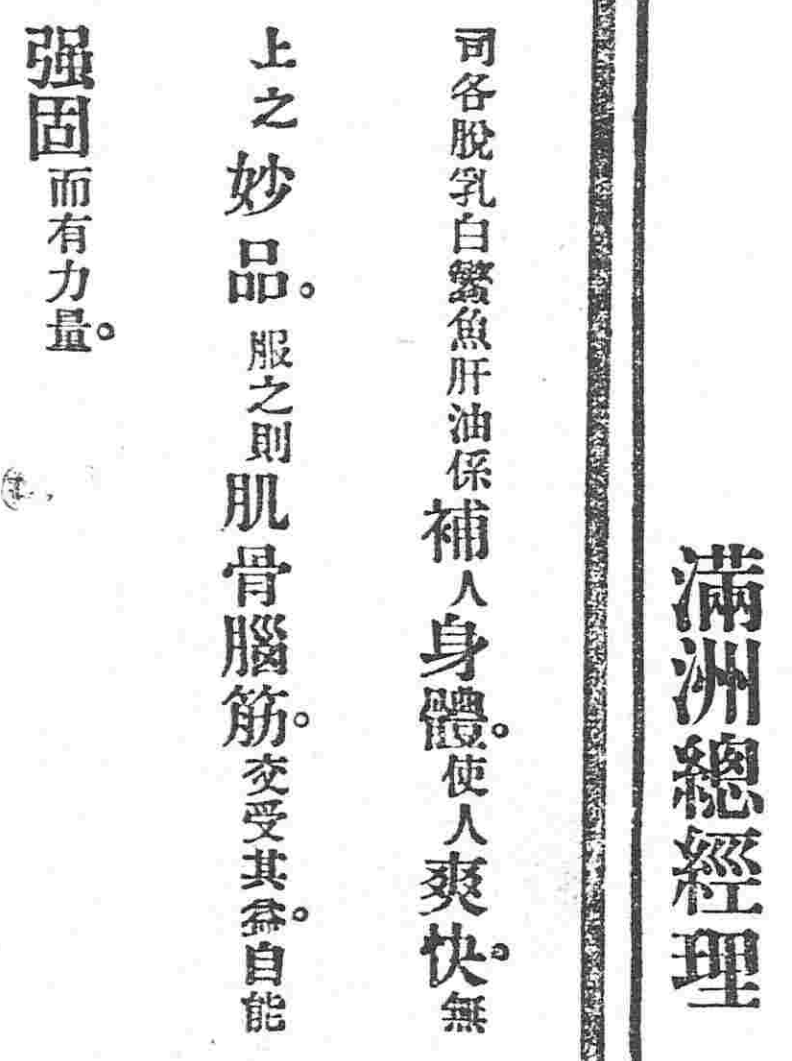 滿洲總經理
司各脫乳白鰵魚肝油係補人身體。使人爽快。無
上之妙品。服之則肌骨腦筋。交受其益。自能
强固而有力量。